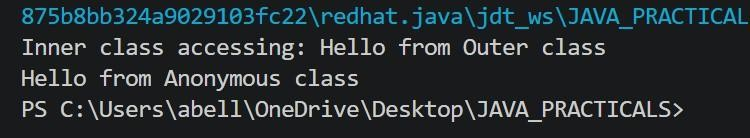 875b8bb324a9029103fc22\redhat.java\jdt_ws\JAVA_PRACTICAL
Inner class accessing: Hello from Outer class
Hello from Anonymous class
PS C:\Users\abell\OneDrive\Desktop\JAVA_PRACTICALS>